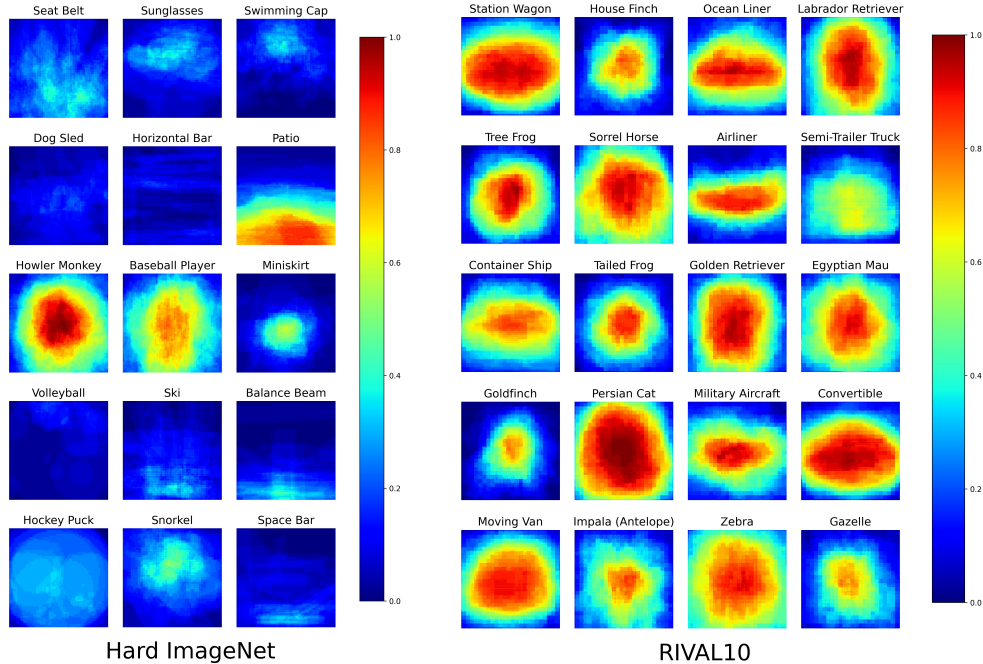 Seat Belt Sunglasses Swimming Cap
Dog Sled Horizontal Bar Patio
Howler Monkey Baseball Player Miniskirt
Volleyball Ski Balance Beam
Hockey Puck Snorkel Space Bar
1.0
0.8
0.6
0.4
0.2
0.0
Hard ImageNet
Station Wagon House Finch Ocean Liner Labrador Retriever
Tree Frog Sorrel Horse Airliner Semi-Trailer Truck
Container Ship Tailed Frog Golden Retriever Egyptian Mau
Goldfinch Persian Cat Military Aircraft Convertible
Moving Van Impala (Antelope) Zebra Gazelle
1.0
0.8
0.6
0.4
0.2
0.0
RIVAL10